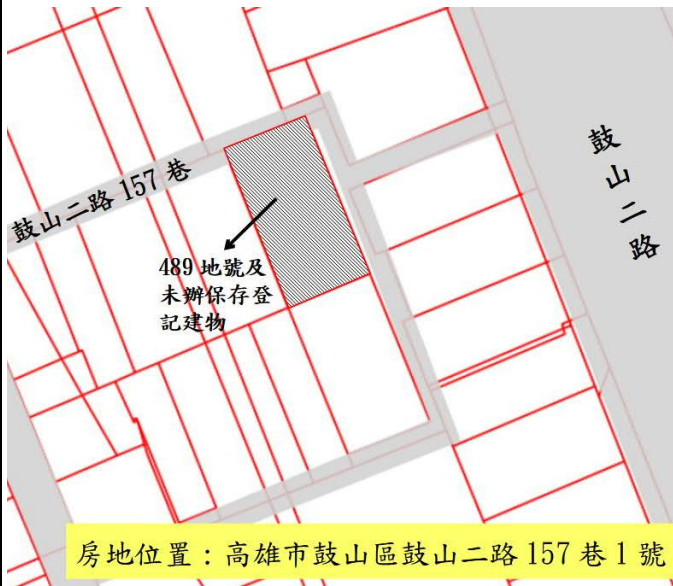 鼓山二路
鼓山二路 157 巷
489 地號及
未辦保存登
記建物
房地位置：高雄市鼓山區鼓山二路 157 巷 1 號